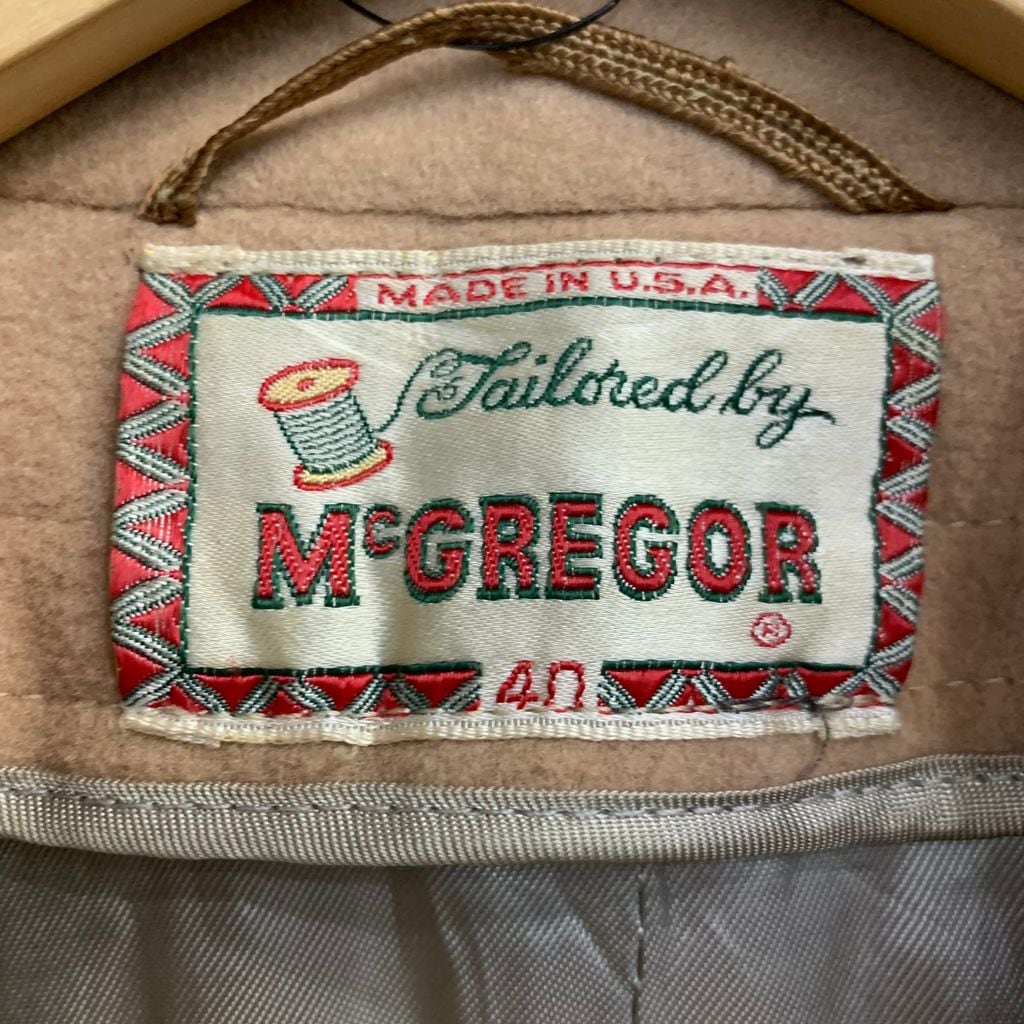 MADE IN U.S.A.
Tailored by
McGREGOR
®
40